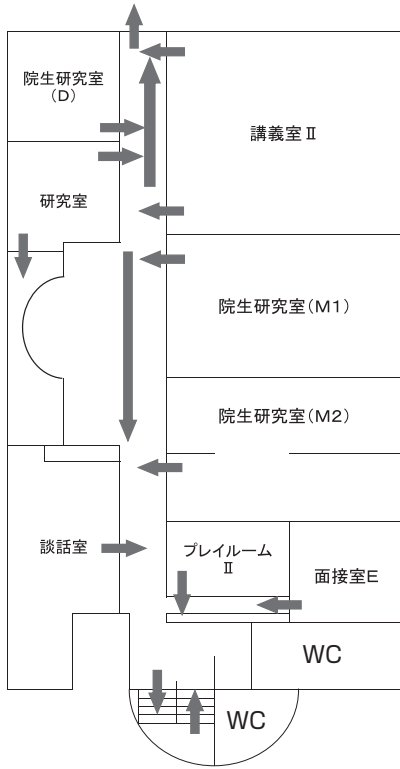 院生研究室
（D）
講義室Ⅱ
研究室
院生研究室（M1）
院生研究室（M2）
談話室
プレイルーム
Ⅱ
面接室E
WC
WC